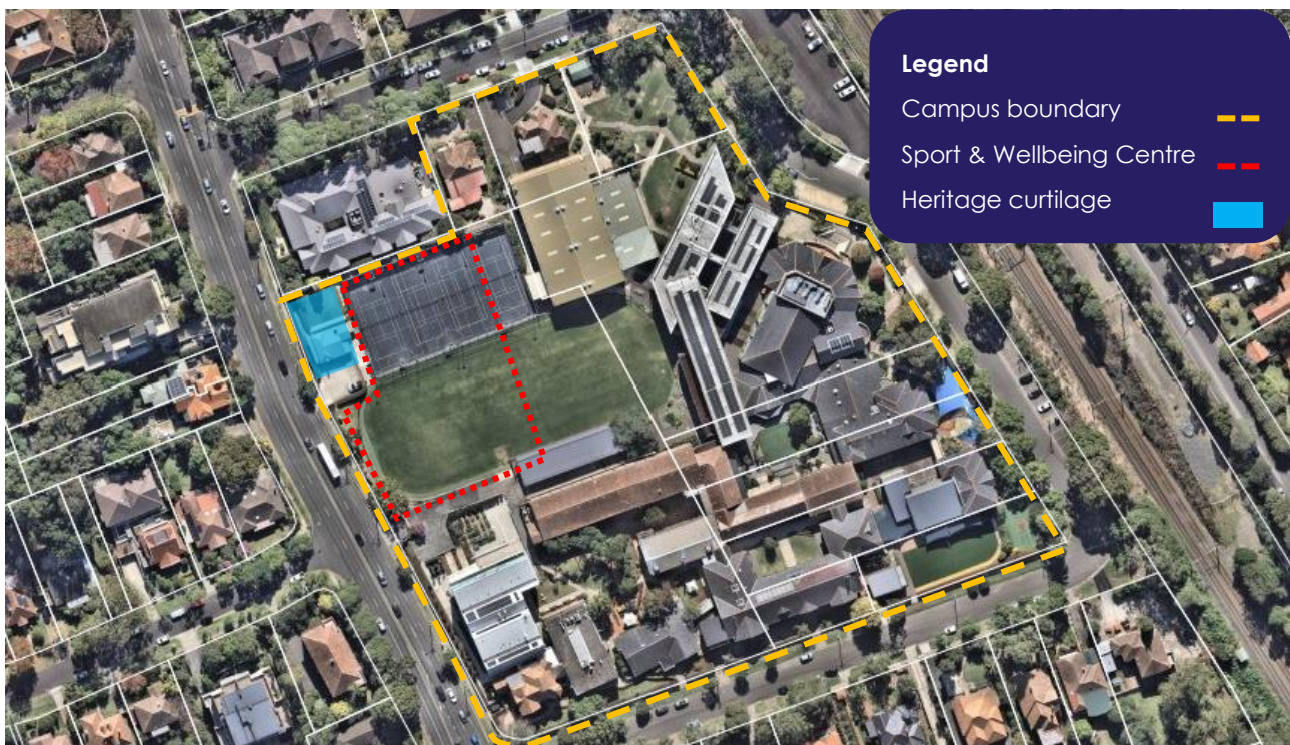 Legend
Campus boundary
Sport & Wellbeing Centre
Heritage curtilage